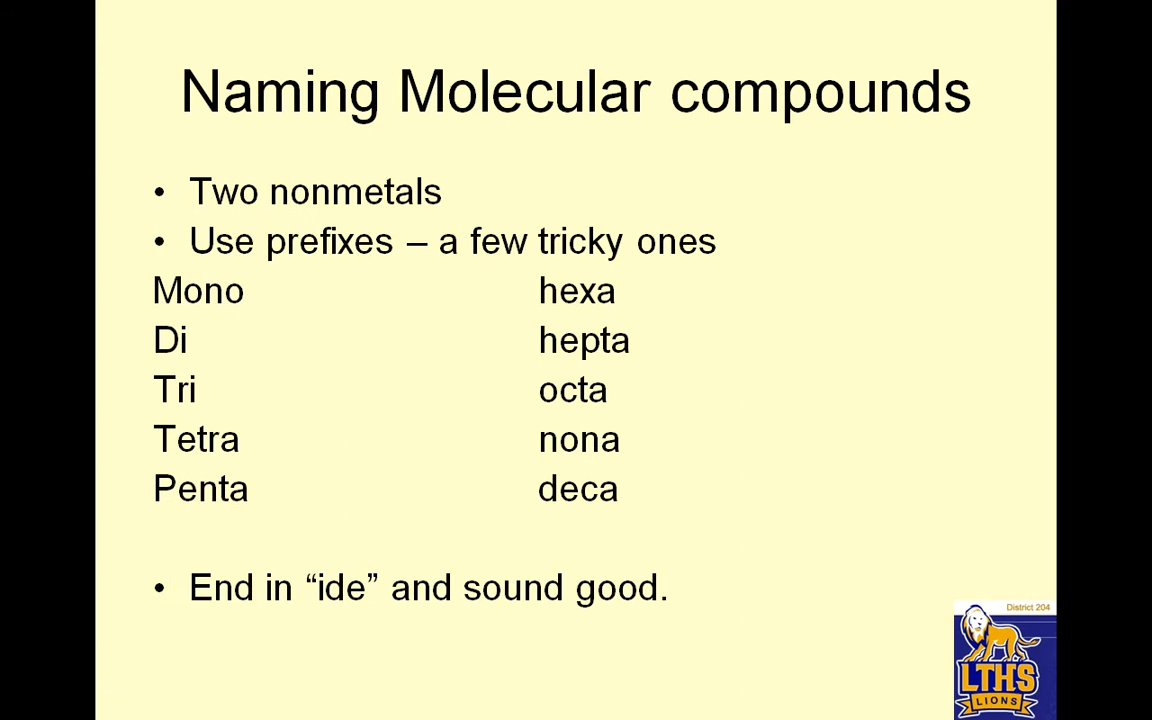 Naming Molecular compounds
• Two nonmetals
• Use prefixes – a few tricky ones
Mono hexa
Di hepta
Tri octa
Tetra nona
Penta deca
• End in “ide” and sound good.
District 204
LTHS
LIONS